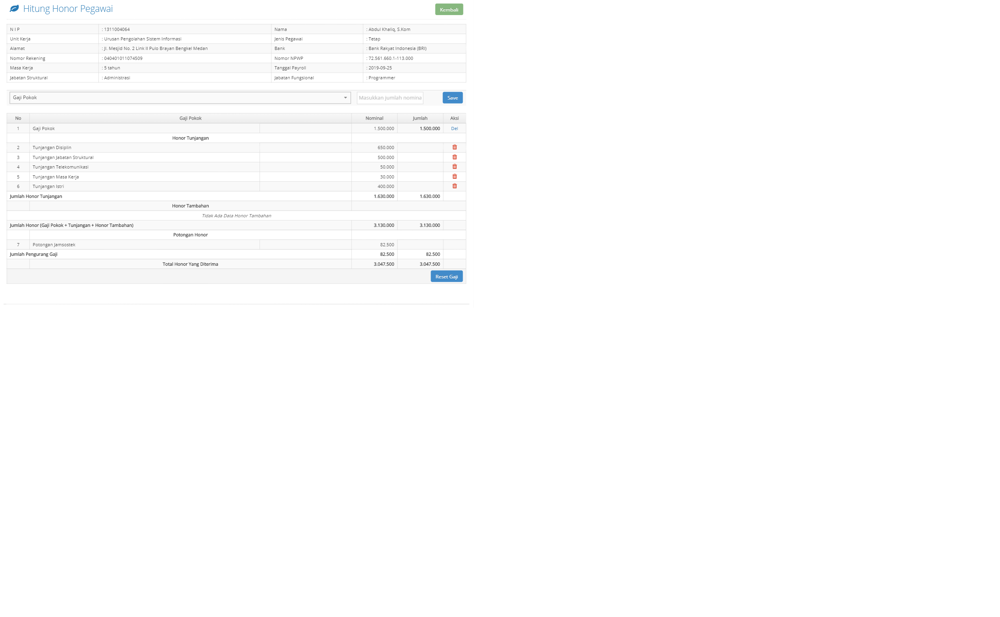 Hitung Honor Pegawai
Kembali
N I P : 1311004064 Nama : Abdul Khaliq, S.Kom
Unit Kerja : Urusan Pengolahan Sistem Informasi Jenis Pegawai : Tetap
Alamat : Jl. Mesjid No. 2 Link II Pulo Brayan Bengkel Medan Bank : Bank Rakyat Indonesia (BRI)
Nomor Rekening : 040401011074509 Nomor NPWP : 72.561.660.1-113.000
Masa Kerja : 5 tahun Tanggal Payroll : 2019-09-25
Jabatan Struktural : Administrasi Jabatan Fungsional : Programmer
Gaji Pokok Masukkan jumlah nomina Save
No Gaji Pokok Nominal Jumlah Aksi
1 Gaji Pokok 1.500.000 1.500.000 Del
Honor Tunjangan
2 Tunjangan Disiplin 650.000
3 Tunjangan Jabatan Struktural 500.000
4 Tunjangan Telekomunikasi 50.000
5 Tunjangan Masa Kerja 30.000
6 Tunjangan Istri 400.000
Jumlah Honor Tunjangan 1.630.000 1.630.000
Honor Tambahan
Tidak Ada Data Honor Tambahan
Jumlah Honor (Gaji Pokok + Tunjangan + Honor Tambahan) 3.130.000 3.130.000
Potongan Honor
7 Potongan Jamsostek 82.500
Jumlah Pengurang Gaji 82.500 82.500
Total Honor Yang Diterima 3.047.500 3.047.500
Reset Gaji